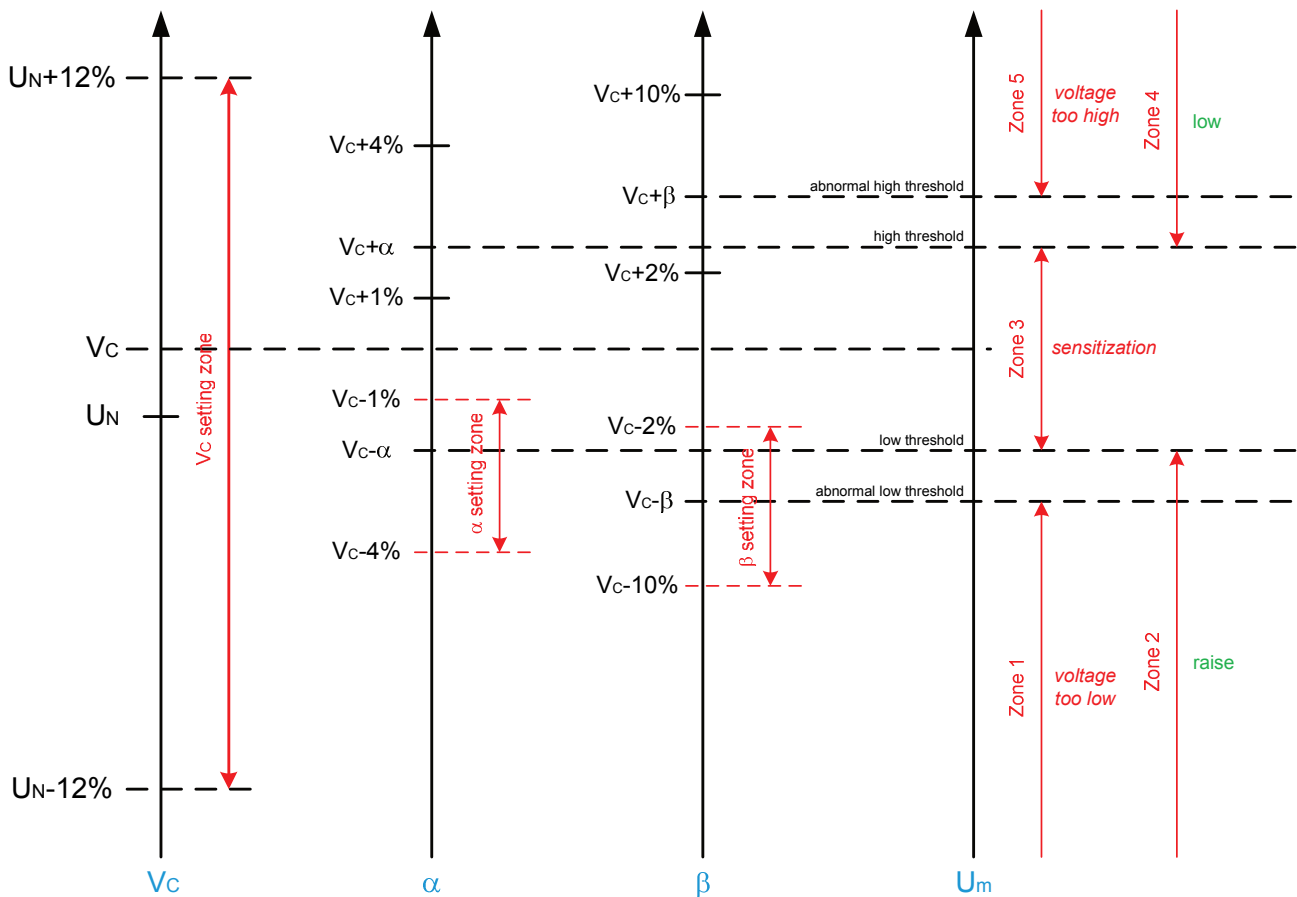 UN+12%
VC
UN
UN-12%
VC setting zone
VC
VC+4%
VC+α
VC+1%
VC-1%
VC-α
VC-4%
α setting zone
α
VC+10%
VC+β
VC+2%
VC-2%
VC-β
VC-10%
β setting zone
β
abnormal high threshold
high threshold
low threshold
abnormal low threshold
Um
Zone 5
voltage
too high
Zone 4
low
Zone 3
sensitization
Zone 1
voltage
too low
Zone 2
raise